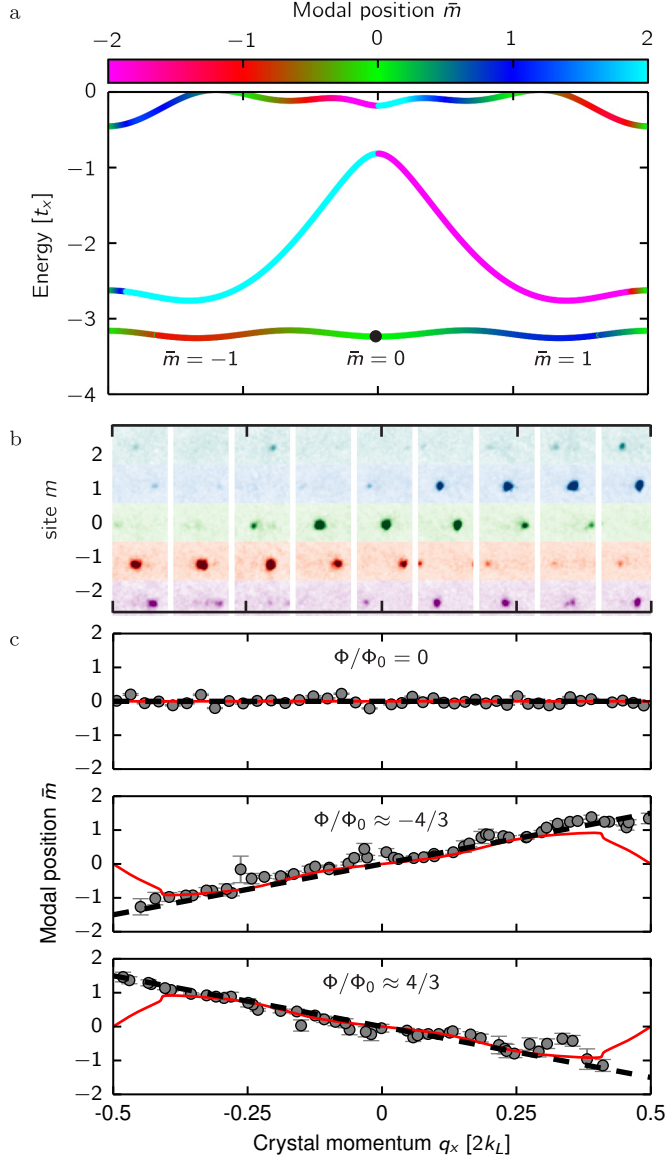 a
Modal position m̄
−2 −1 0 1 2
0
−1
−2
−3
−4
Energy [tₓ]
m̄ = −1 m̄ = 0 m̄ = 1
b
2
1
0
−1
−2
site m
c
Φ/Φ₀ = 0
2
1
0
−1
−2
Modal position m̄
Φ/Φ₀ ≈ −4/3
2
1
0
−1
−2
Φ/Φ₀ ≈ 4/3
2
1
0
−1
−2
-0.5 -0.25 0 0.25 0.5
Crystal momentum qₓ [2k_L]